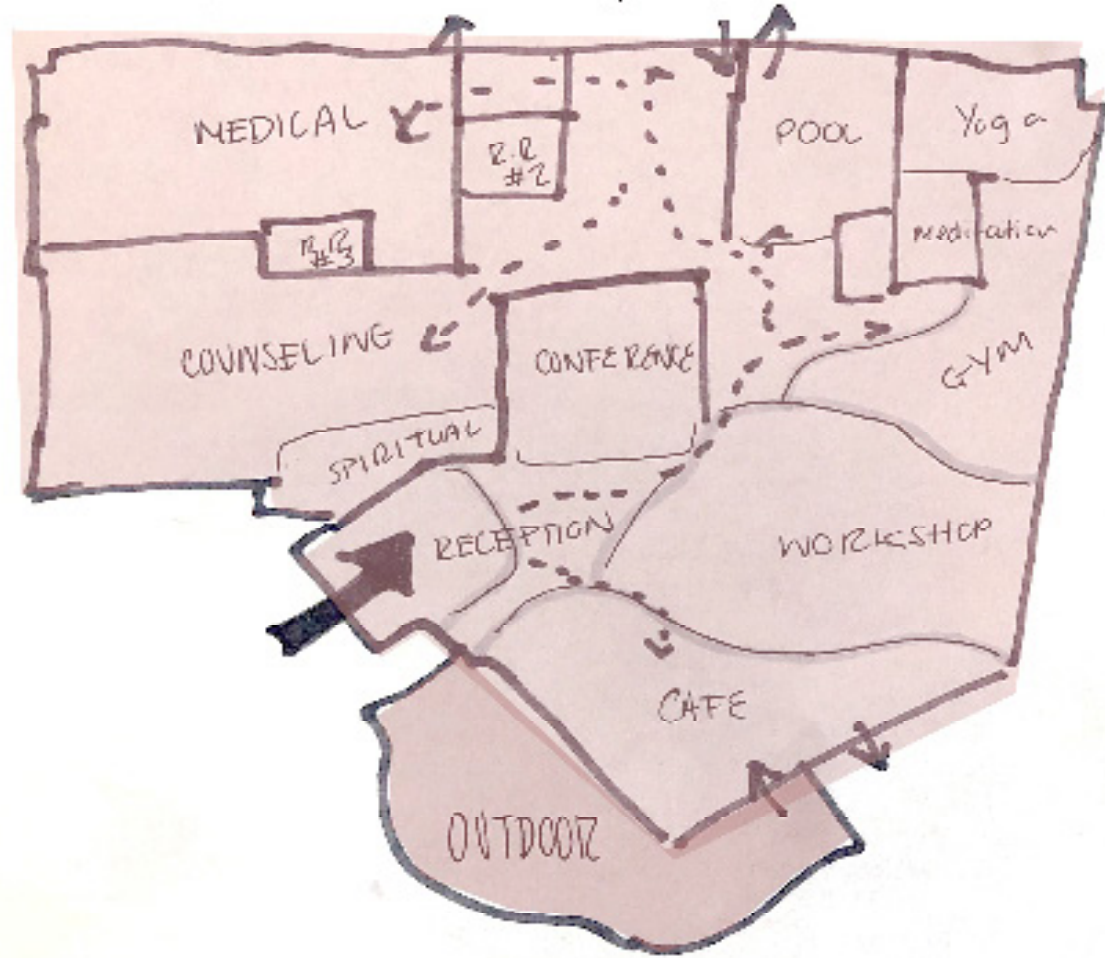 MEDICAL
R.R
#2
POOL
Yoga
Meditation
R.R
#3
COUNSELING
CONFERENCE
GYM
SPIRITUAL
RECEPTION
WORKSHOP
CAFE
OUTDOOR